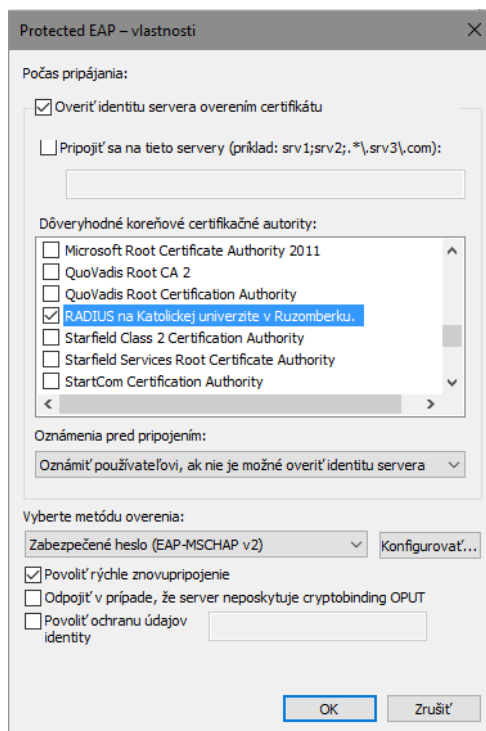 Protected EAP – vlastnosti
Počas pripájania:
Overiť identitu servera overením certifikátu
Pripojiť sa na tieto servery (príklad: srv1;srv2;.*\.srv3\.com):
Dôveryhodné koreňové certifikačné autority:
Microsoft Root Certificate Authority 2011
QuoVadis Root CA 2
QuoVadis Root Certification Authority
RADIUS na Katolickej univerzite v Ruzomberku.
Starfield Class 2 Certification Authority
Starfield Services Root Certificate Authority
StartCom Certification Authority
Oznámenia pred pripojením:
Oznámiť používateľovi, ak nie je možné overiť identitu servera
Vyberte metódu overenia:
Zabezpečené heslo (EAP-MSCHAP v2)
Konfigurovať...
Povoliť rýchle znovupripojenie
Odpojiť v prípade, že server neposkytuje cryptobinding OPUT
Povoliť ochranu údajov
identity
OK
Zrušiť